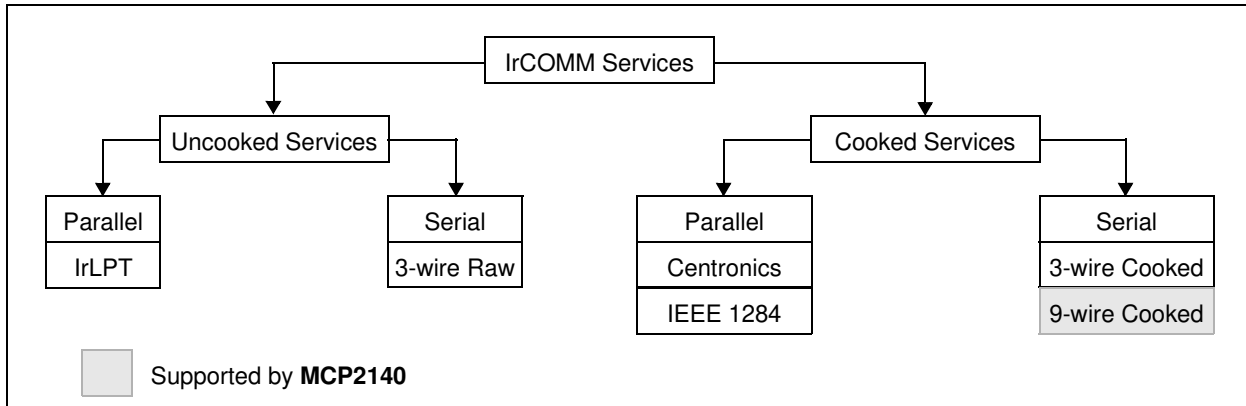 IrCOMM Services
Uncooked Services
Cooked Services
Parallel
Serial
Parallel
Serial
IrLPT
3-wire Raw
Centronics
3-wire Cooked
IEEE 1284
9-wire Cooked
Supported by MCP2140